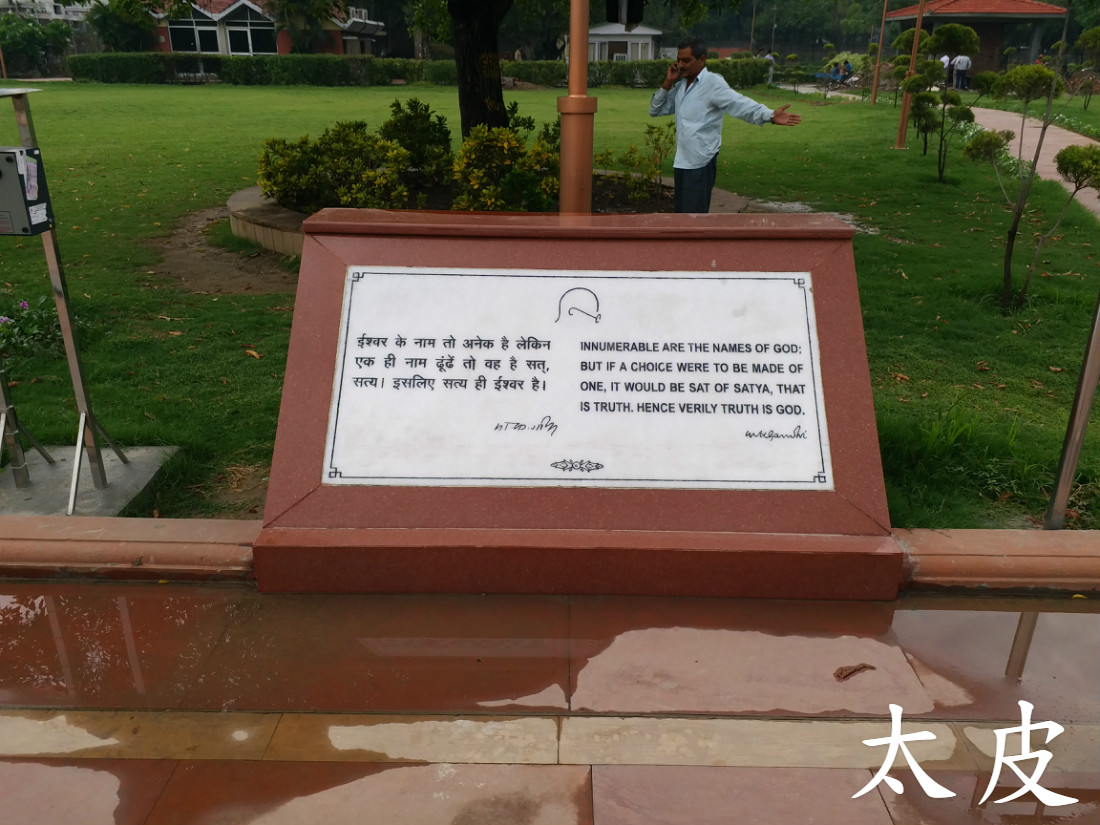 ईश्वर के नाम तो अनेक है लेकिन
एक ही नाम ढूंढें तो वह है सत्,
सत्य। इसलिए सत्य ही ईश्वर है।
मो.क.गांधी
INNUMERABLE ARE THE NAMES OF GOD;
BUT IF A CHOICE WERE TO BE MADE OF
ONE, IT WOULD BE SAT OF SATYA, THAT
IS TRUTH. HENCE VERILY TRUTH IS GOD.
mkgandhi
太皮